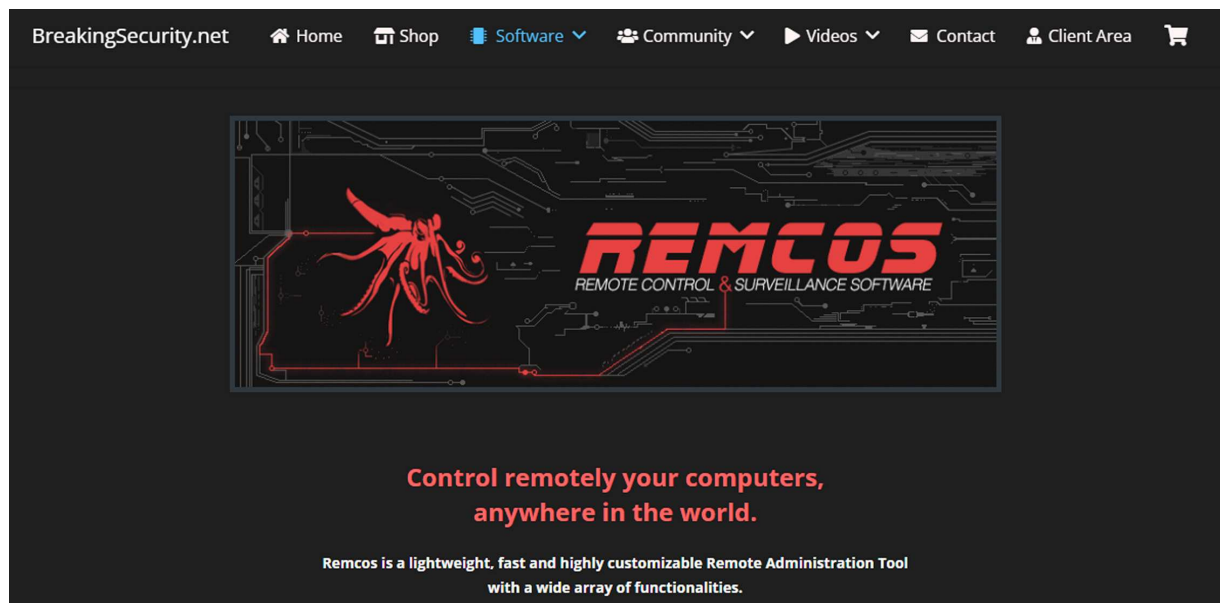 BreakingSecurity.net Home Shop Software Community Videos Contact Client Area
REMCOS
REMOTE CONTROL & SURVEILLANCE SOFTWARE
Control remotely your computers,
anywhere in the world.
Remcos is a lightweight, fast and highly customizable Remote Administration Tool
with a wide array of functionalities.